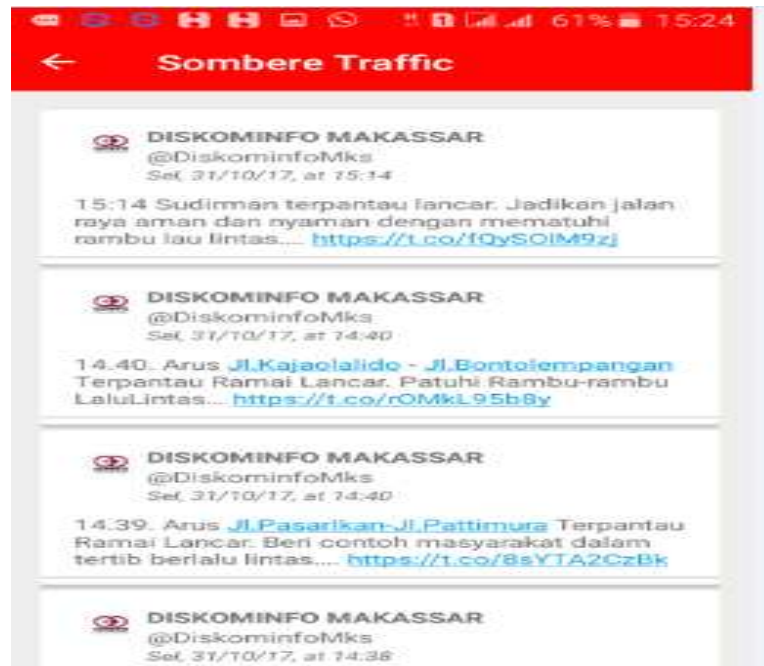 61% 15:24
← Sombere Traffic
DISKOMINFO MAKASSAR
@DiskominfoMks
Sel, 31/10/17, at 15:14
15:14 Sudirman terpantau lancar. Jadikan jalan
raya aman dan nyaman dengan mematuhi
rambu lau lintas.... https://t.co/fQySOIM9zj
DISKOMINFO MAKASSAR
@DiskominfoMks
Sel, 31/10/17, at 14:40
14.40. Arus Jl.Kajaolalido - Jl.Bontolempangan
Terpantau Ramai Lancar. Patuhi Rambu-rambu
LaluLintas... https://t.co/rOMkL95b8y
DISKOMINFO MAKASSAR
@DiskominfoMks
Sel, 31/10/17, at 14:40
14.39. Arus Jl.Pasarikan-Jl.Pattimura Terpantau
Ramai Lancar. Beri contoh masyarakat dalam
tertib berlalu lintas.... https://t.co/8sYTA2CzBk
DISKOMINFO MAKASSAR
@DiskominfoMks
Sel, 31/10/17, at 14:38